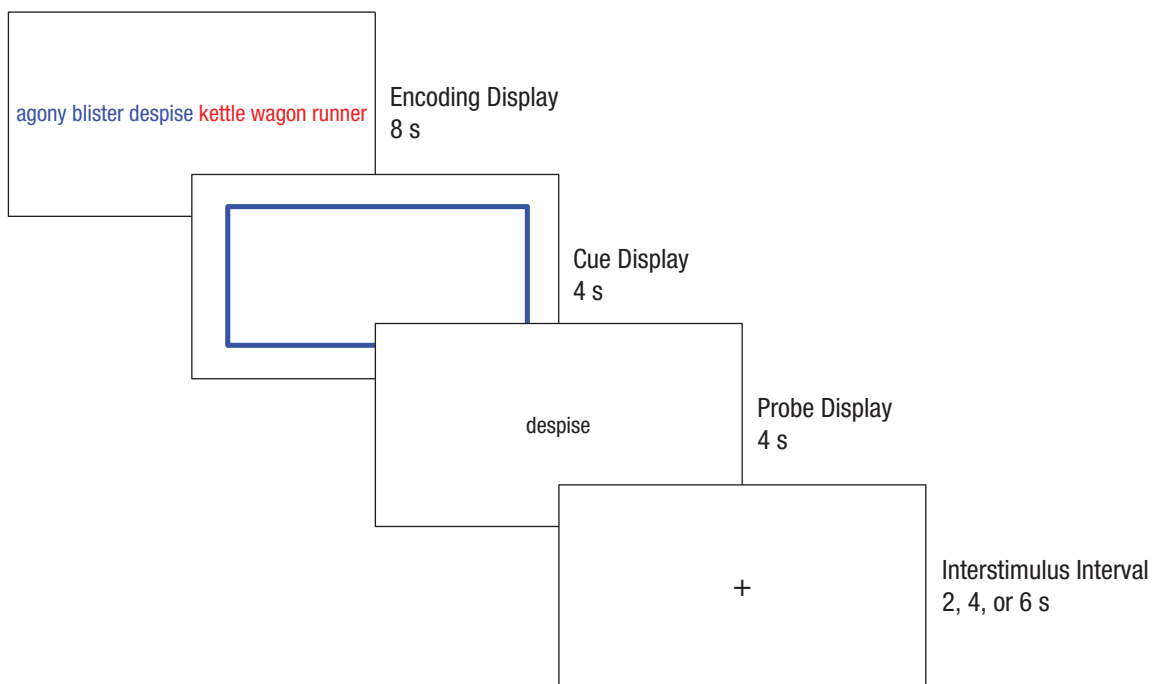 agony blister despise kettle wagon runner
Encoding Display
8 s
Cue Display
4 s
despise
Probe Display
4 s
+
Interstimulus Interval
2, 4, or 6 s